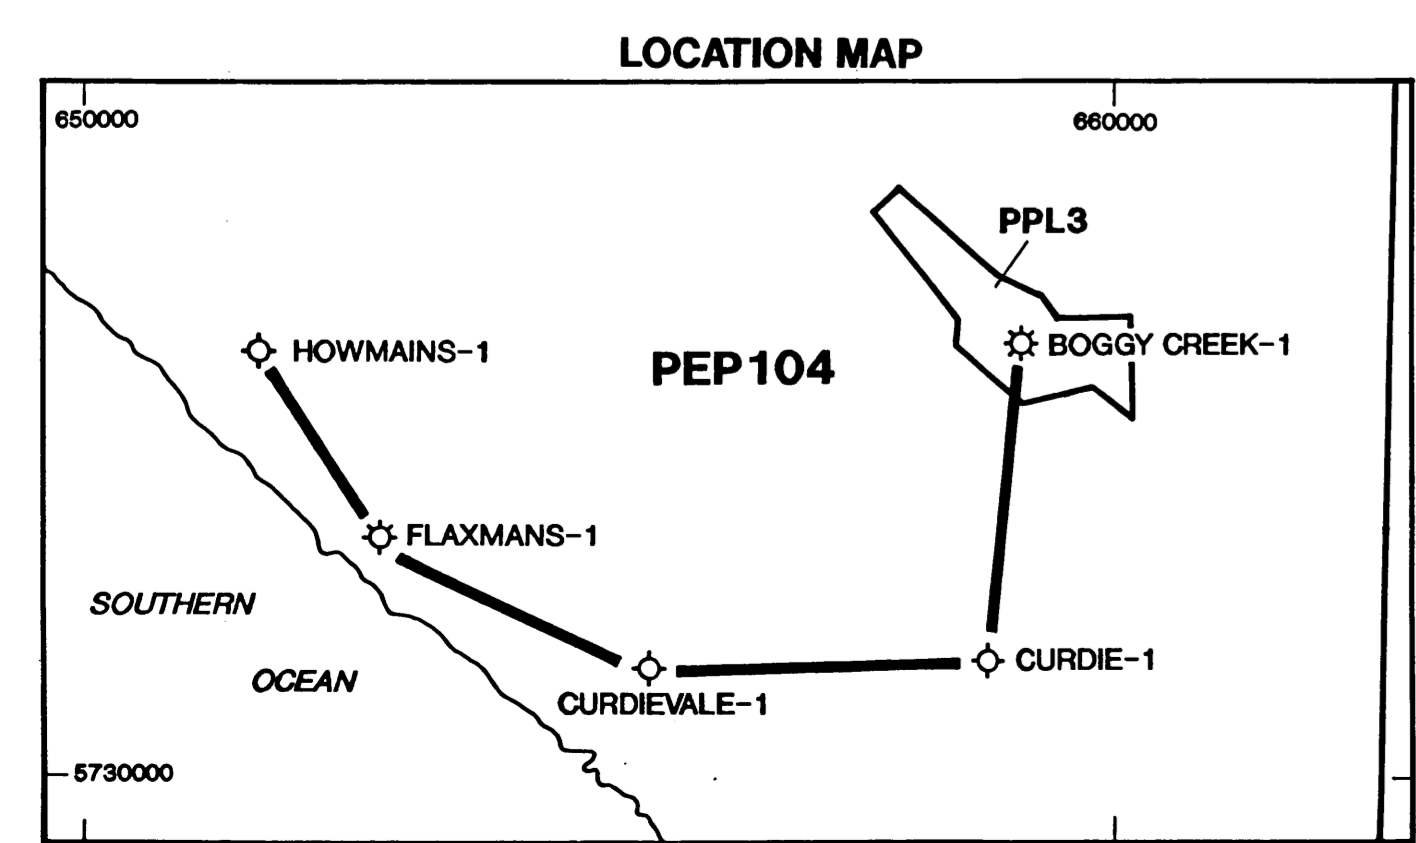 LOCATION MAP
650000
660000
PPL3
HOWMAINS-1
PEP104
BOGGY CREEK-1
FLAXMANS-1
SOUTHERN
OCEAN
CURDIE-1
CURDIEVALE-1
5730000